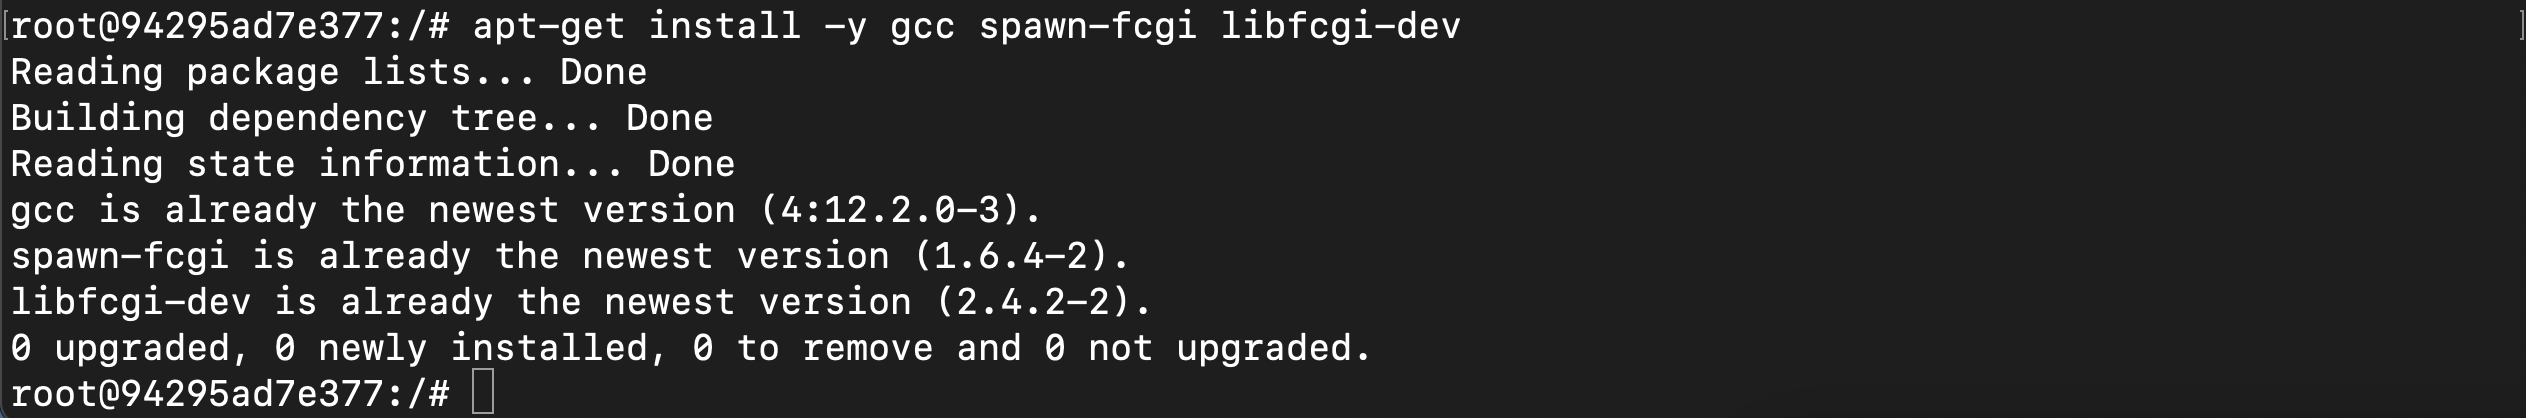 [root@94295ad7e377:/# apt-get install -y gcc spawn-fcgi libfcgi-dev ]
Reading package lists... Done
Building dependency tree... Done
Reading state information... Done
gcc is already the newest version (4:12.2.0-3).
spawn-fcgi is already the newest version (1.6.4-2).
libfcgi-dev is already the newest version (2.4.2-2).
0 upgraded, 0 newly installed, 0 to remove and 0 not upgraded.
root@94295ad7e377:/#